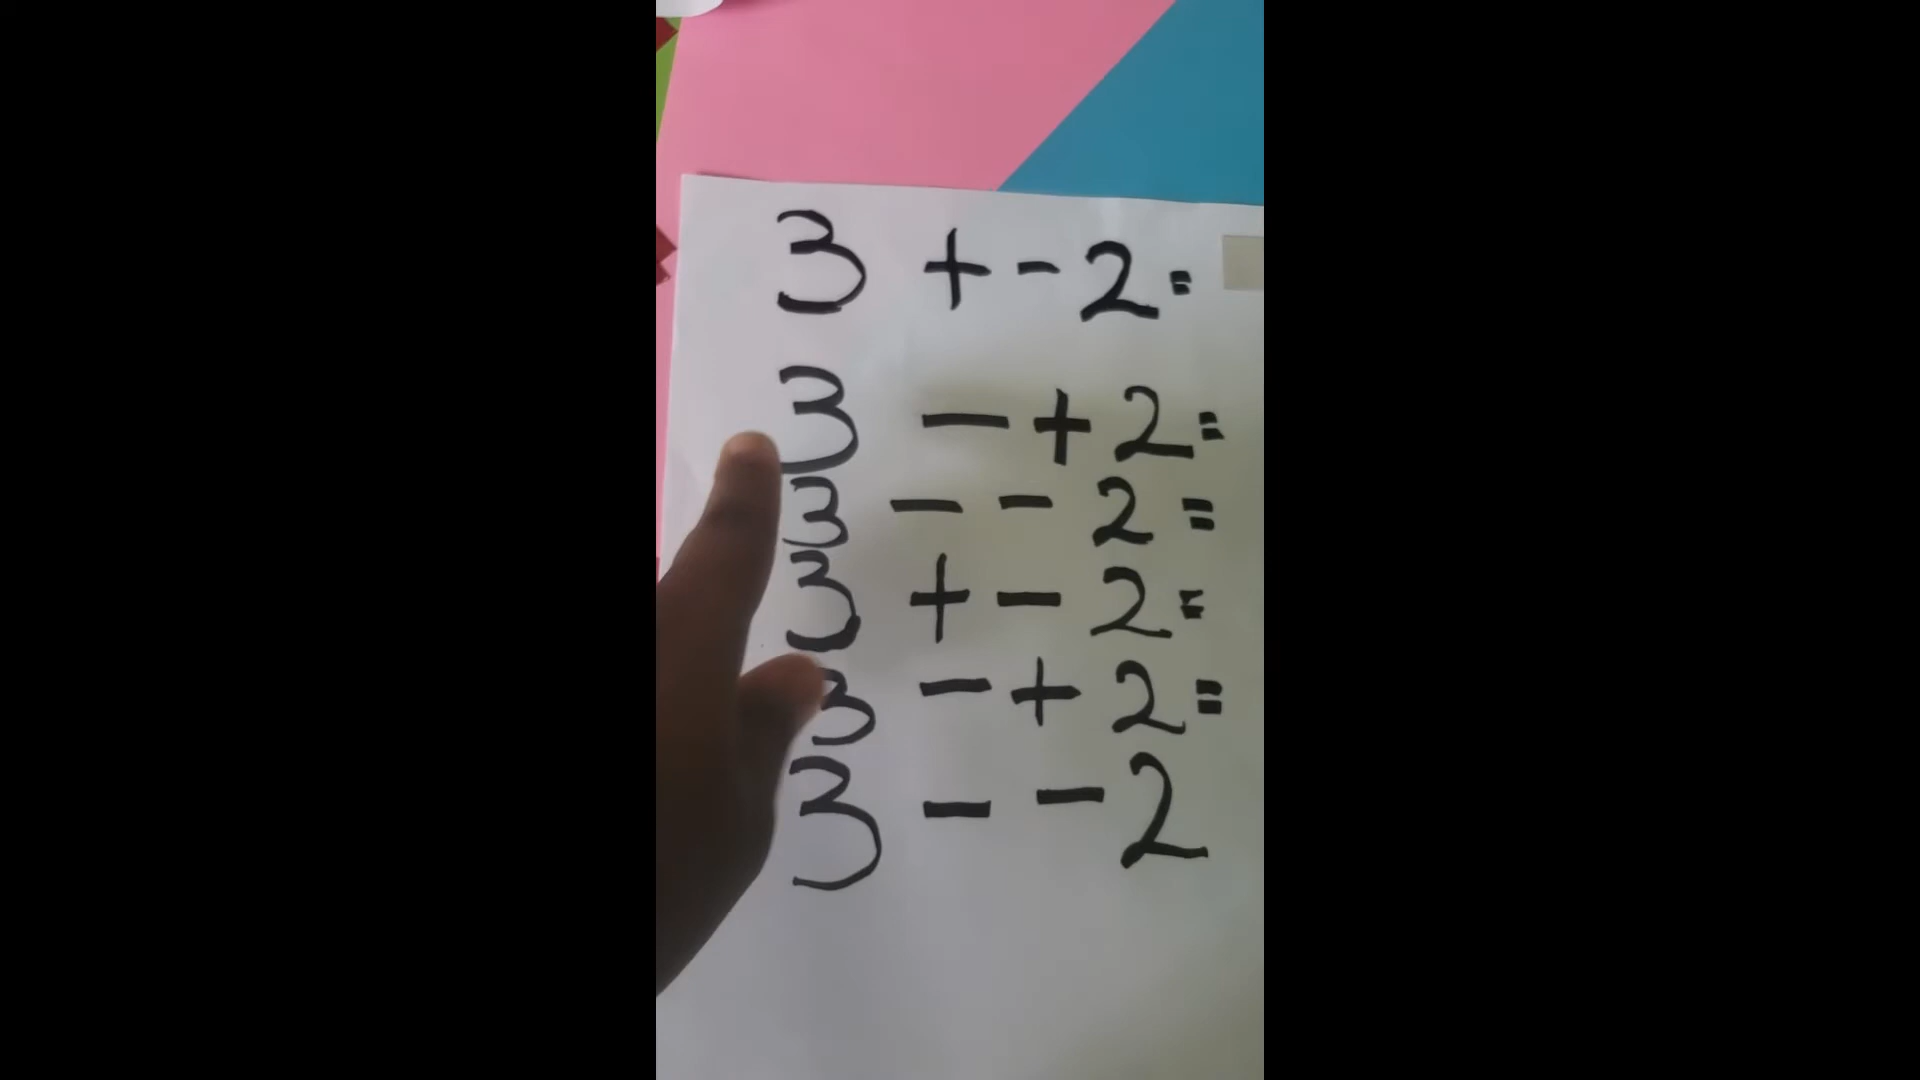 3 + - 2 =
3 - + 2 =
3 - - 2 =
3 + - 2 =
3 - + 2 =
3 - - 2